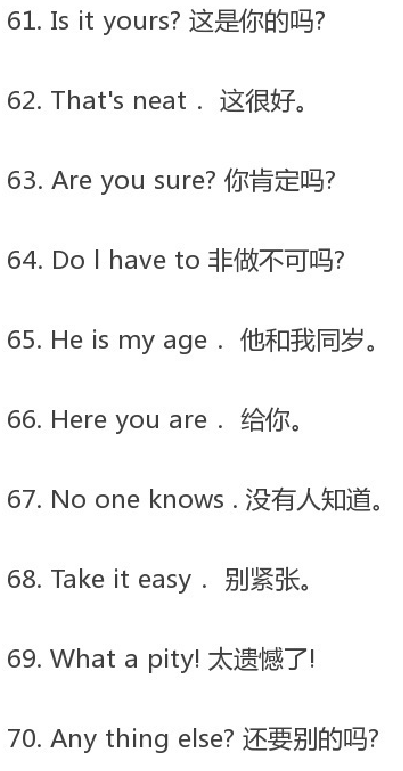 61. Is it yours? 这是你的吗?
62. That's neat． 这很好。
63. Are you sure? 你肯定吗?
64. Do l have to 非做不可吗?
65. He is my age． 他和我同岁。
66. Here you are． 给你。
67. No one knows . 没有人知道。
68. Take it easy． 别紧张。
69. What a pity! 太遗憾了!
70. Any thing else? 还要别的吗?